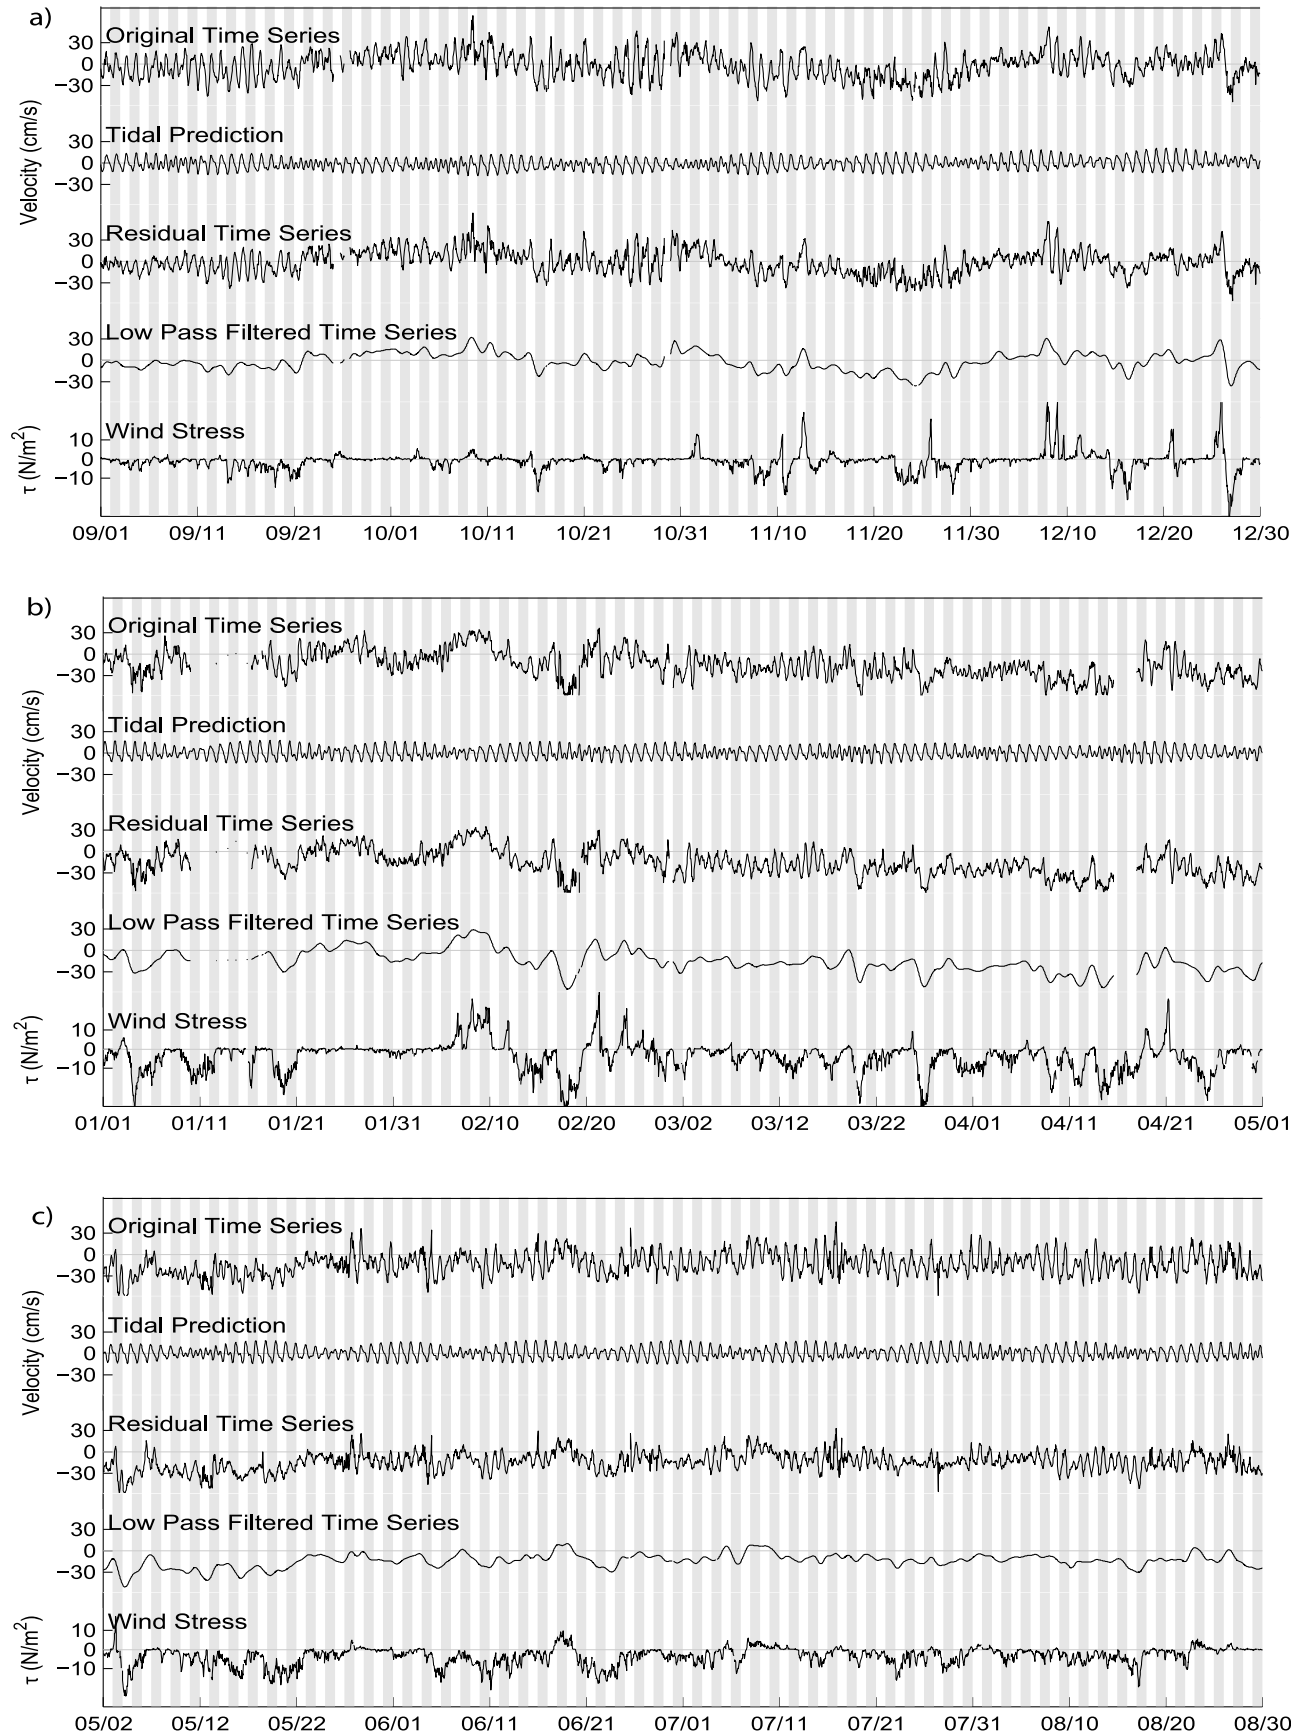 a)
Original Time Series
30
0
−30
Tidal Prediction
30
0
−30
Velocity (cm/s)
Residual Time Series
30
0
−30
Low Pass Filtered Time Series
30
0
−30
Wind Stress
10
0
−10
τ (N/m²)
09/01 09/11 09/21 10/01 10/11 10/21 10/31 11/10 11/20 11/30 12/10 12/20 12/30
b)
Original Time Series
30
0
−30
Tidal Prediction
30
0
−30
Velocity (cm/s)
Residual Time Series
30
0
−30
Low Pass Filtered Time Series
30
0
−30
Wind Stress
10
0
−10
τ (N/m²)
01/01 01/11 01/21 01/31 02/10 02/20 03/02 03/12 03/22 04/01 04/11 04/21 05/01
c)
Original Time Series
30
0
−30
Tidal Prediction
30
0
−30
Velocity (cm/s)
Residual Time Series
30
0
−30
Low Pass Filtered Time Series
30
0
−30
Wind Stress
10
0
−10
τ (N/m²)
05/02 05/12 05/22 06/01 06/11 06/21 07/01 07/11 07/21 07/31 08/10 08/20 08/30